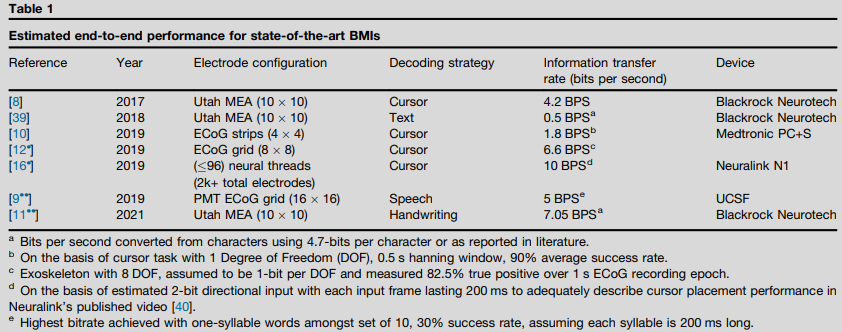 Table 1
Estimated end-to-end performance for state-of-the-art BMIs
Reference Year Electrode configuration Decoding strategy Information transfer rate (bits per second) Device
[8] 2017 Utah MEA (10 × 10) Cursor 4.2 BPS Blackrock Neurotech
[39] 2018 Utah MEA (10 × 10) Text 0.5 BPSᵃ Blackrock Neurotech
[10] 2019 ECoG strips (4 × 4) Cursor 1.8 BPSᵇ Medtronic PC+S
[12•] 2019 ECoG grid (8 × 8) Cursor 6.6 BPSᶜ
[16•] 2019 (≤96) neural threads (2k+ total electrodes) Cursor 10 BPSᵈ Neuralink N1
[9••] 2019 PMT ECoG grid (16 × 16) Speech 5 BPSᵉ UCSF
[11••] 2021 Utah MEA (10 × 10) Handwriting 7.05 BPSᵃ Blackrock Neurotech
ᵃ Bits per second converted from characters using 4.7-bits per character or as reported in literature.
ᵇ On the basis of cursor task with 1 Degree of Freedom (DOF), 0.5 s hanning window, 90% average success rate.
ᶜ Exoskeleton with 8 DOF, assumed to be 1-bit per DOF and measured 82.5% true positive over 1 s ECoG recording epoch.
ᵈ On the basis of estimated 2-bit directional input with each input frame lasting 200 ms to adequately describe cursor placement performance in
Neuralink's published video [40].
ᵉ Highest bitrate achieved with one-syllable words amongst set of 10, 30% success rate, assuming each syllable is 200 ms long.